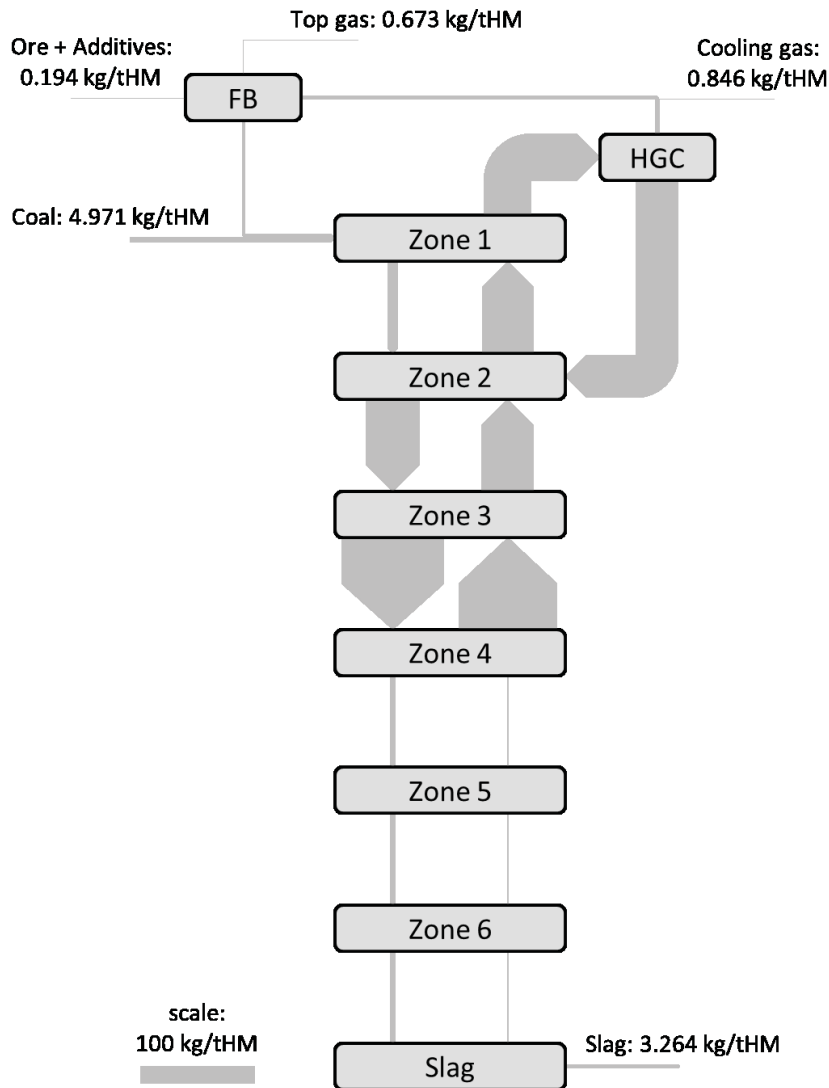 Top gas: 0.673 kg/tHM
Ore + Additives:
0.194 kg/tHM
Cooling gas:
0.846 kg/tHM
FB
HGC
Coal: 4.971 kg/tHM
Zone 1
Zone 2
Zone 3
Zone 4
Zone 5
Zone 6
scale:
100 kg/tHM
Slag
Slag: 3.264 kg/tHM